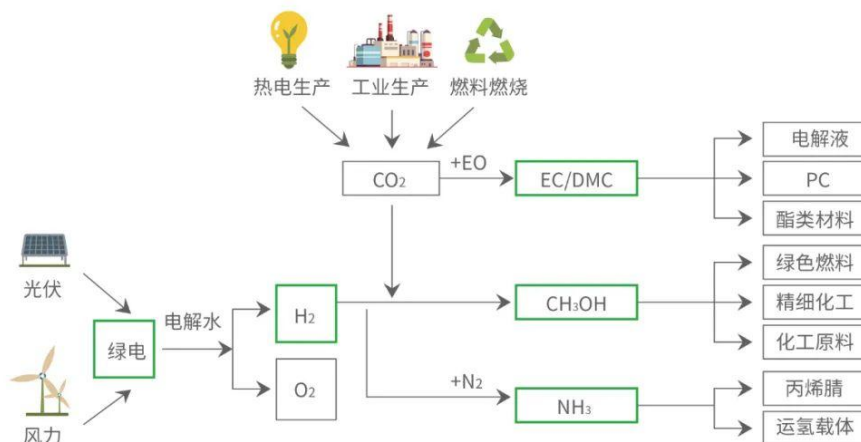 热电生产
工业生产
燃料燃烧
CO₂
+EO
EC/DMC
电解液
PC
酯类材料
光伏
绿电
电解水
H₂
O₂
CH₃OH
绿色燃料
精细化工
化工原料
+N₂
NH₃
丙烯腈
运氢载体
风力